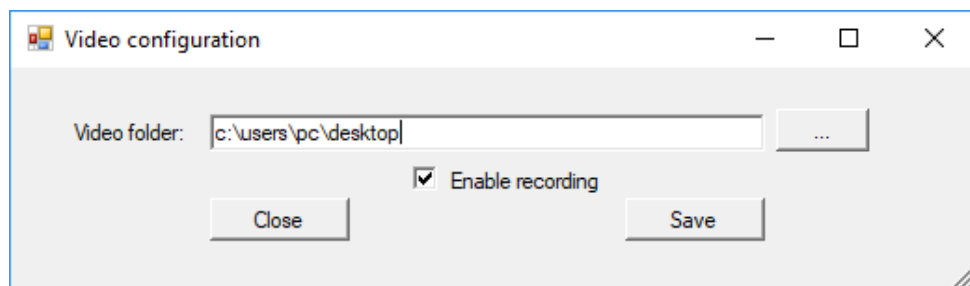 Video configuration
Video folder: c:\users\pc\desktop ...
Enable recording
Close Save